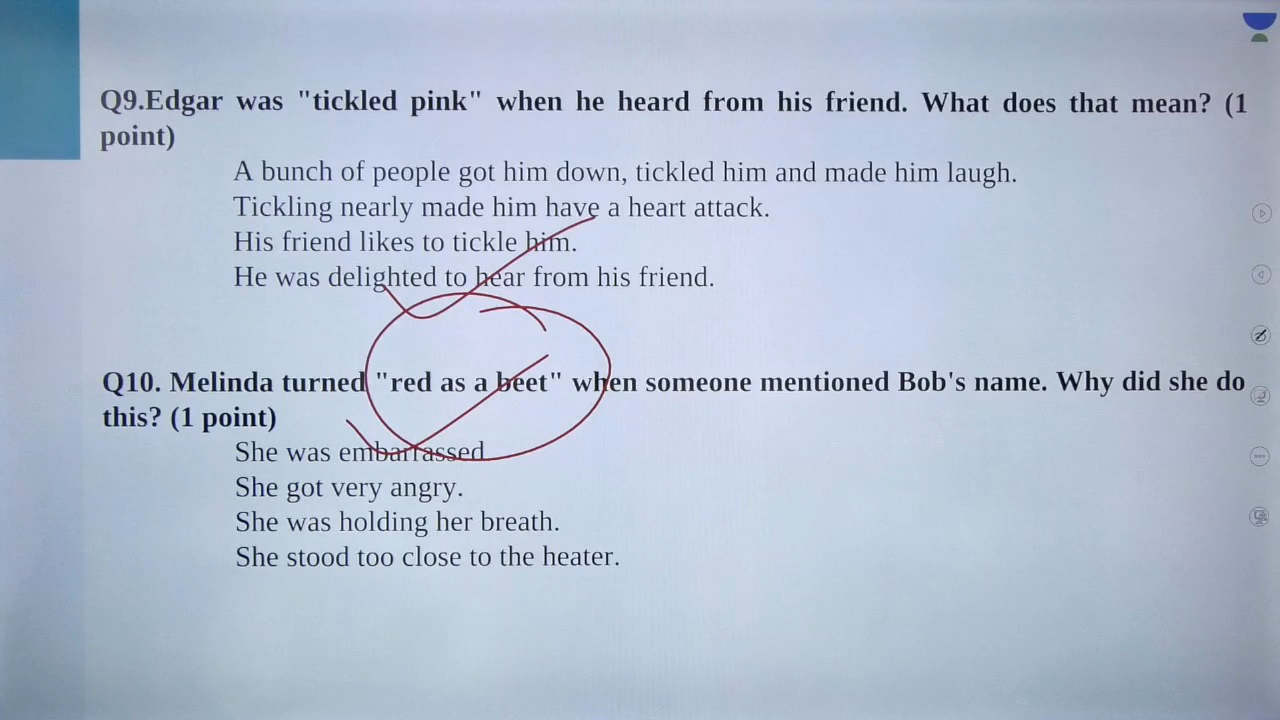 Q9.Edgar was "tickled pink" when he heard from his friend. What does that mean? (1
point)
A bunch of people got him down, tickled him and made him laugh.
Tickling nearly made him have a heart attack.
His friend likes to tickle him.
He was delighted to hear from his friend.
Q10. Melinda turned "red as a beet" when someone mentioned Bob's name. Why did she do
this? (1 point)
She was embarrassed
She got very angry.
She was holding her breath.
She stood too close to the heater.